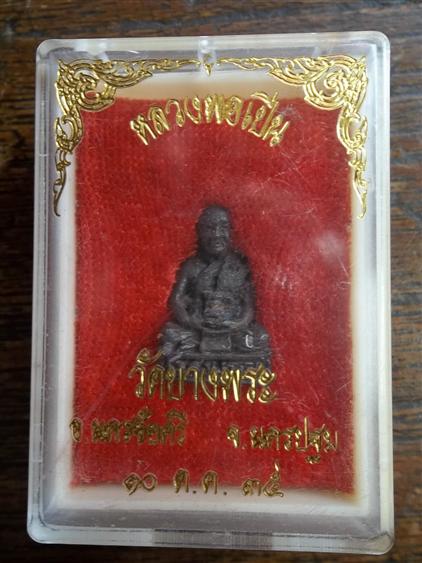 หลวงพ่อเปิ่น
วัดบางพระ
อ.นครชัยศรี จ.นครปฐม
๑๐ ต.ค. ๓๕